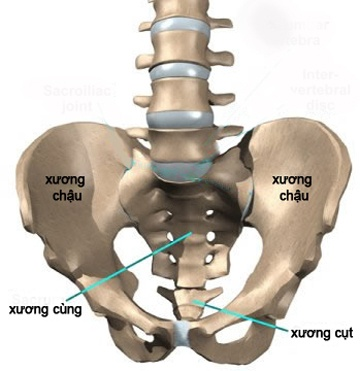 Sacroiliac
joint
Inter-
vertebral
disc
xương
chậu
xương
chậu
xương cùng
xương cụt